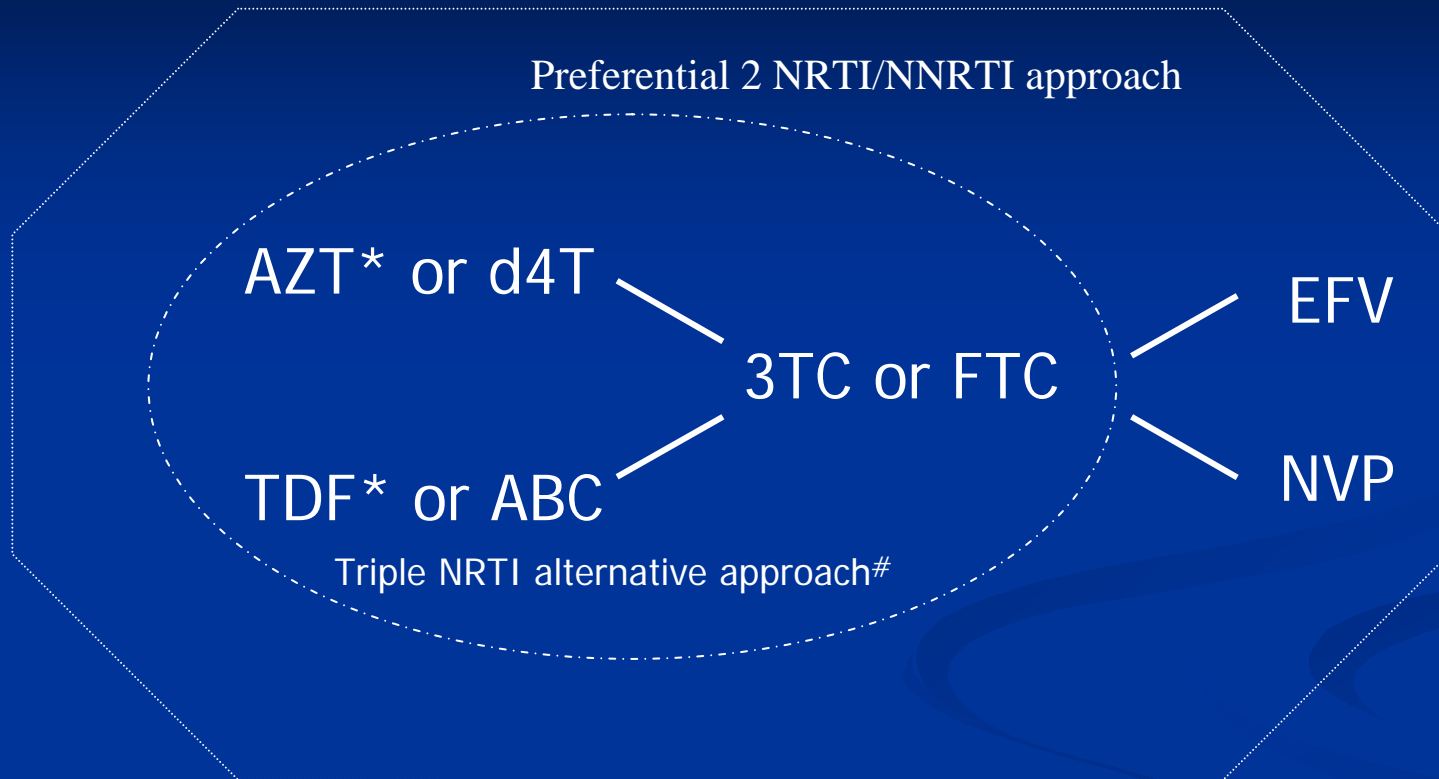 Preferential 2 NRTI/NNRTI approach
AZT* or d4T
EFV
3TC or FTC
TDF* or ABC
NVP
Triple NRTI alternative approach#